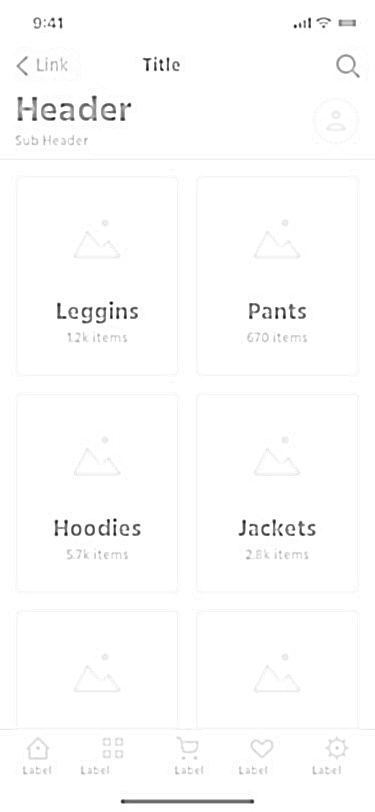 9:41
Link
Title
Header
Sub Header
Leggins
1.2k items
Pants
670 items
Hoodies
5.7k items
Jackets
2.8k items
Label
Label
Label
Label
Label